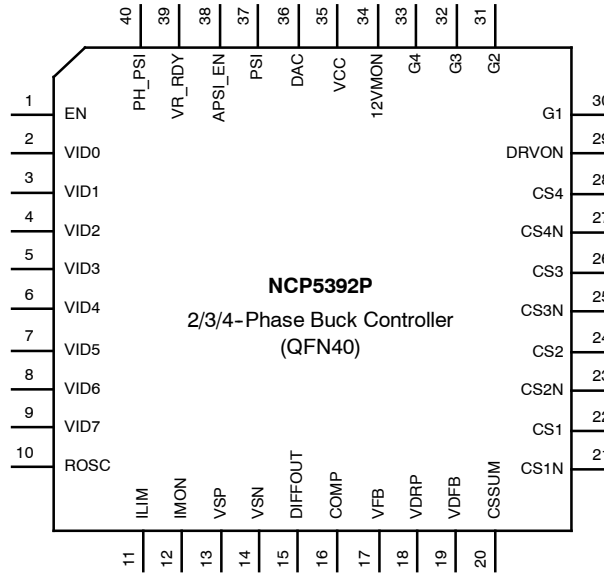 40
39
38
37
36
35
34
33
32
31
PH_PSI
VR_RDY
APSI_EN
PSI
DAC
VCC
12VMON
G4
G3
G2
1 EN
2 VID0
3 VID1
4 VID2
5 VID3
6 VID4
7 VID5
8 VID6
9 VID7
10 ROSC
NCP5392P
2/3/4-Phase Buck Controller
(QFN40)
G1 30
DRVON 29
CS4 28
CS4N 27
CS3 26
CS3N 25
CS2 24
CS2N 23
CS1 22
CS1N 21
ILIM
IMON
VSP
VSN
DIFFOUT
COMP
VFB
VDRP
VDFB
CSSUM
11
12
13
14
15
16
17
18
19
20